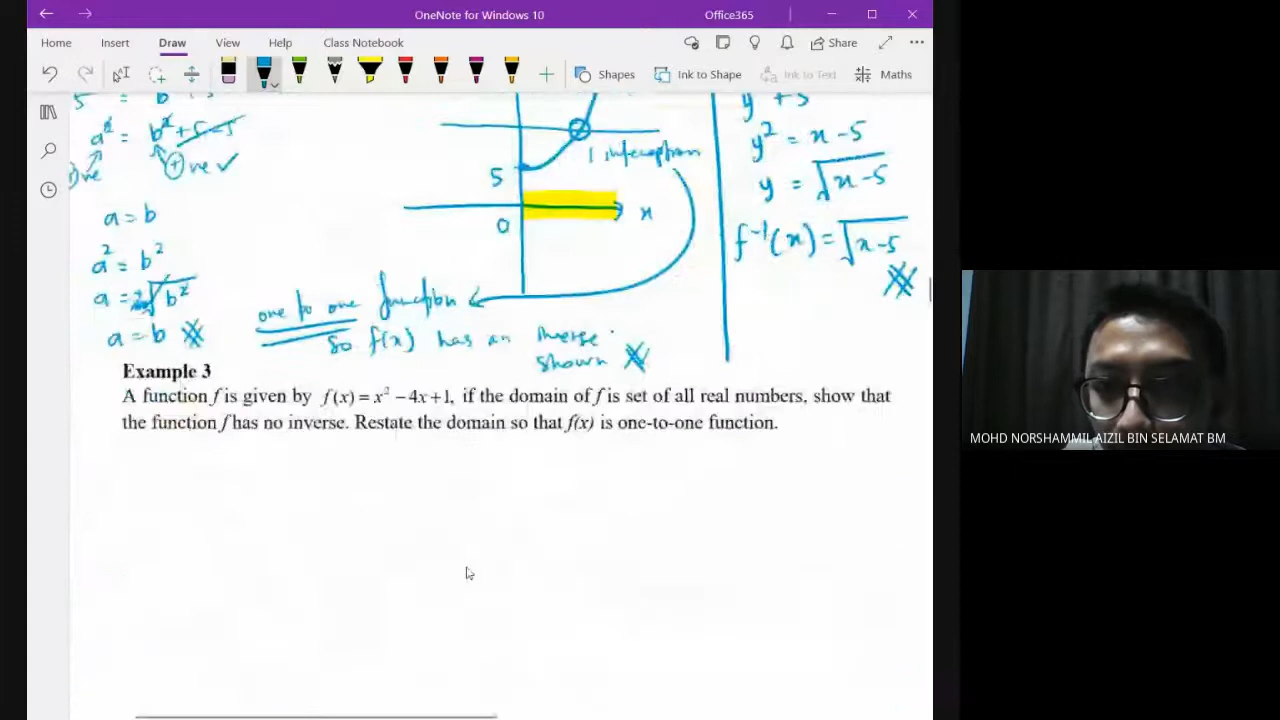 OneNote for Windows 10
Office365
Home Insert Draw View Help Class Notebook
Share
Shapes Ink to Shape Ink to Text Maths
a² = b² + 5 - 5
+ve ✓
a = b
a² = b²
a = √b²
a = b
5
0
x
1 interception
one to one function
so f(x) has an inverse.
shown
y + 5
y² = x - 5
y = √x - 5
f⁻¹(x) = √x - 5
Example 3
A function f is given by f(x) = x² − 4x + 1, if the domain of f is set of all real numbers, show that
the function f has no inverse. Restate the domain so that f(x) is one-to-one function.
MOHD NORSHAMMIL AIZIL BIN SELAMAT BM